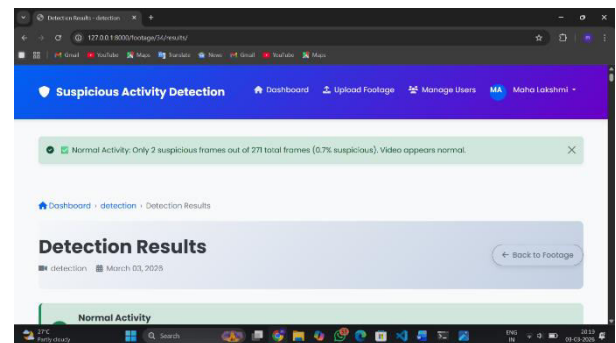 Detection Results - detection
127.0.0.1:8000/footage/34/results/
Gmail YouTube Maps Translate News Gmail YouTube Maps
Suspicious Activity Detection Dashboard Upload Footage Manage Users MA Maha Lakshmi
Normal Activity: Only 2 suspicious frames out of 271 total frames (0.7% suspicious). Video appears normal.
Dashboard › detection › Detection Results
Detection Results
← Back to Footage
detection March 03, 2026
Normal Activity
27°C
Partly cloudy
Search
ENG
IN
20:13
03-03-2026